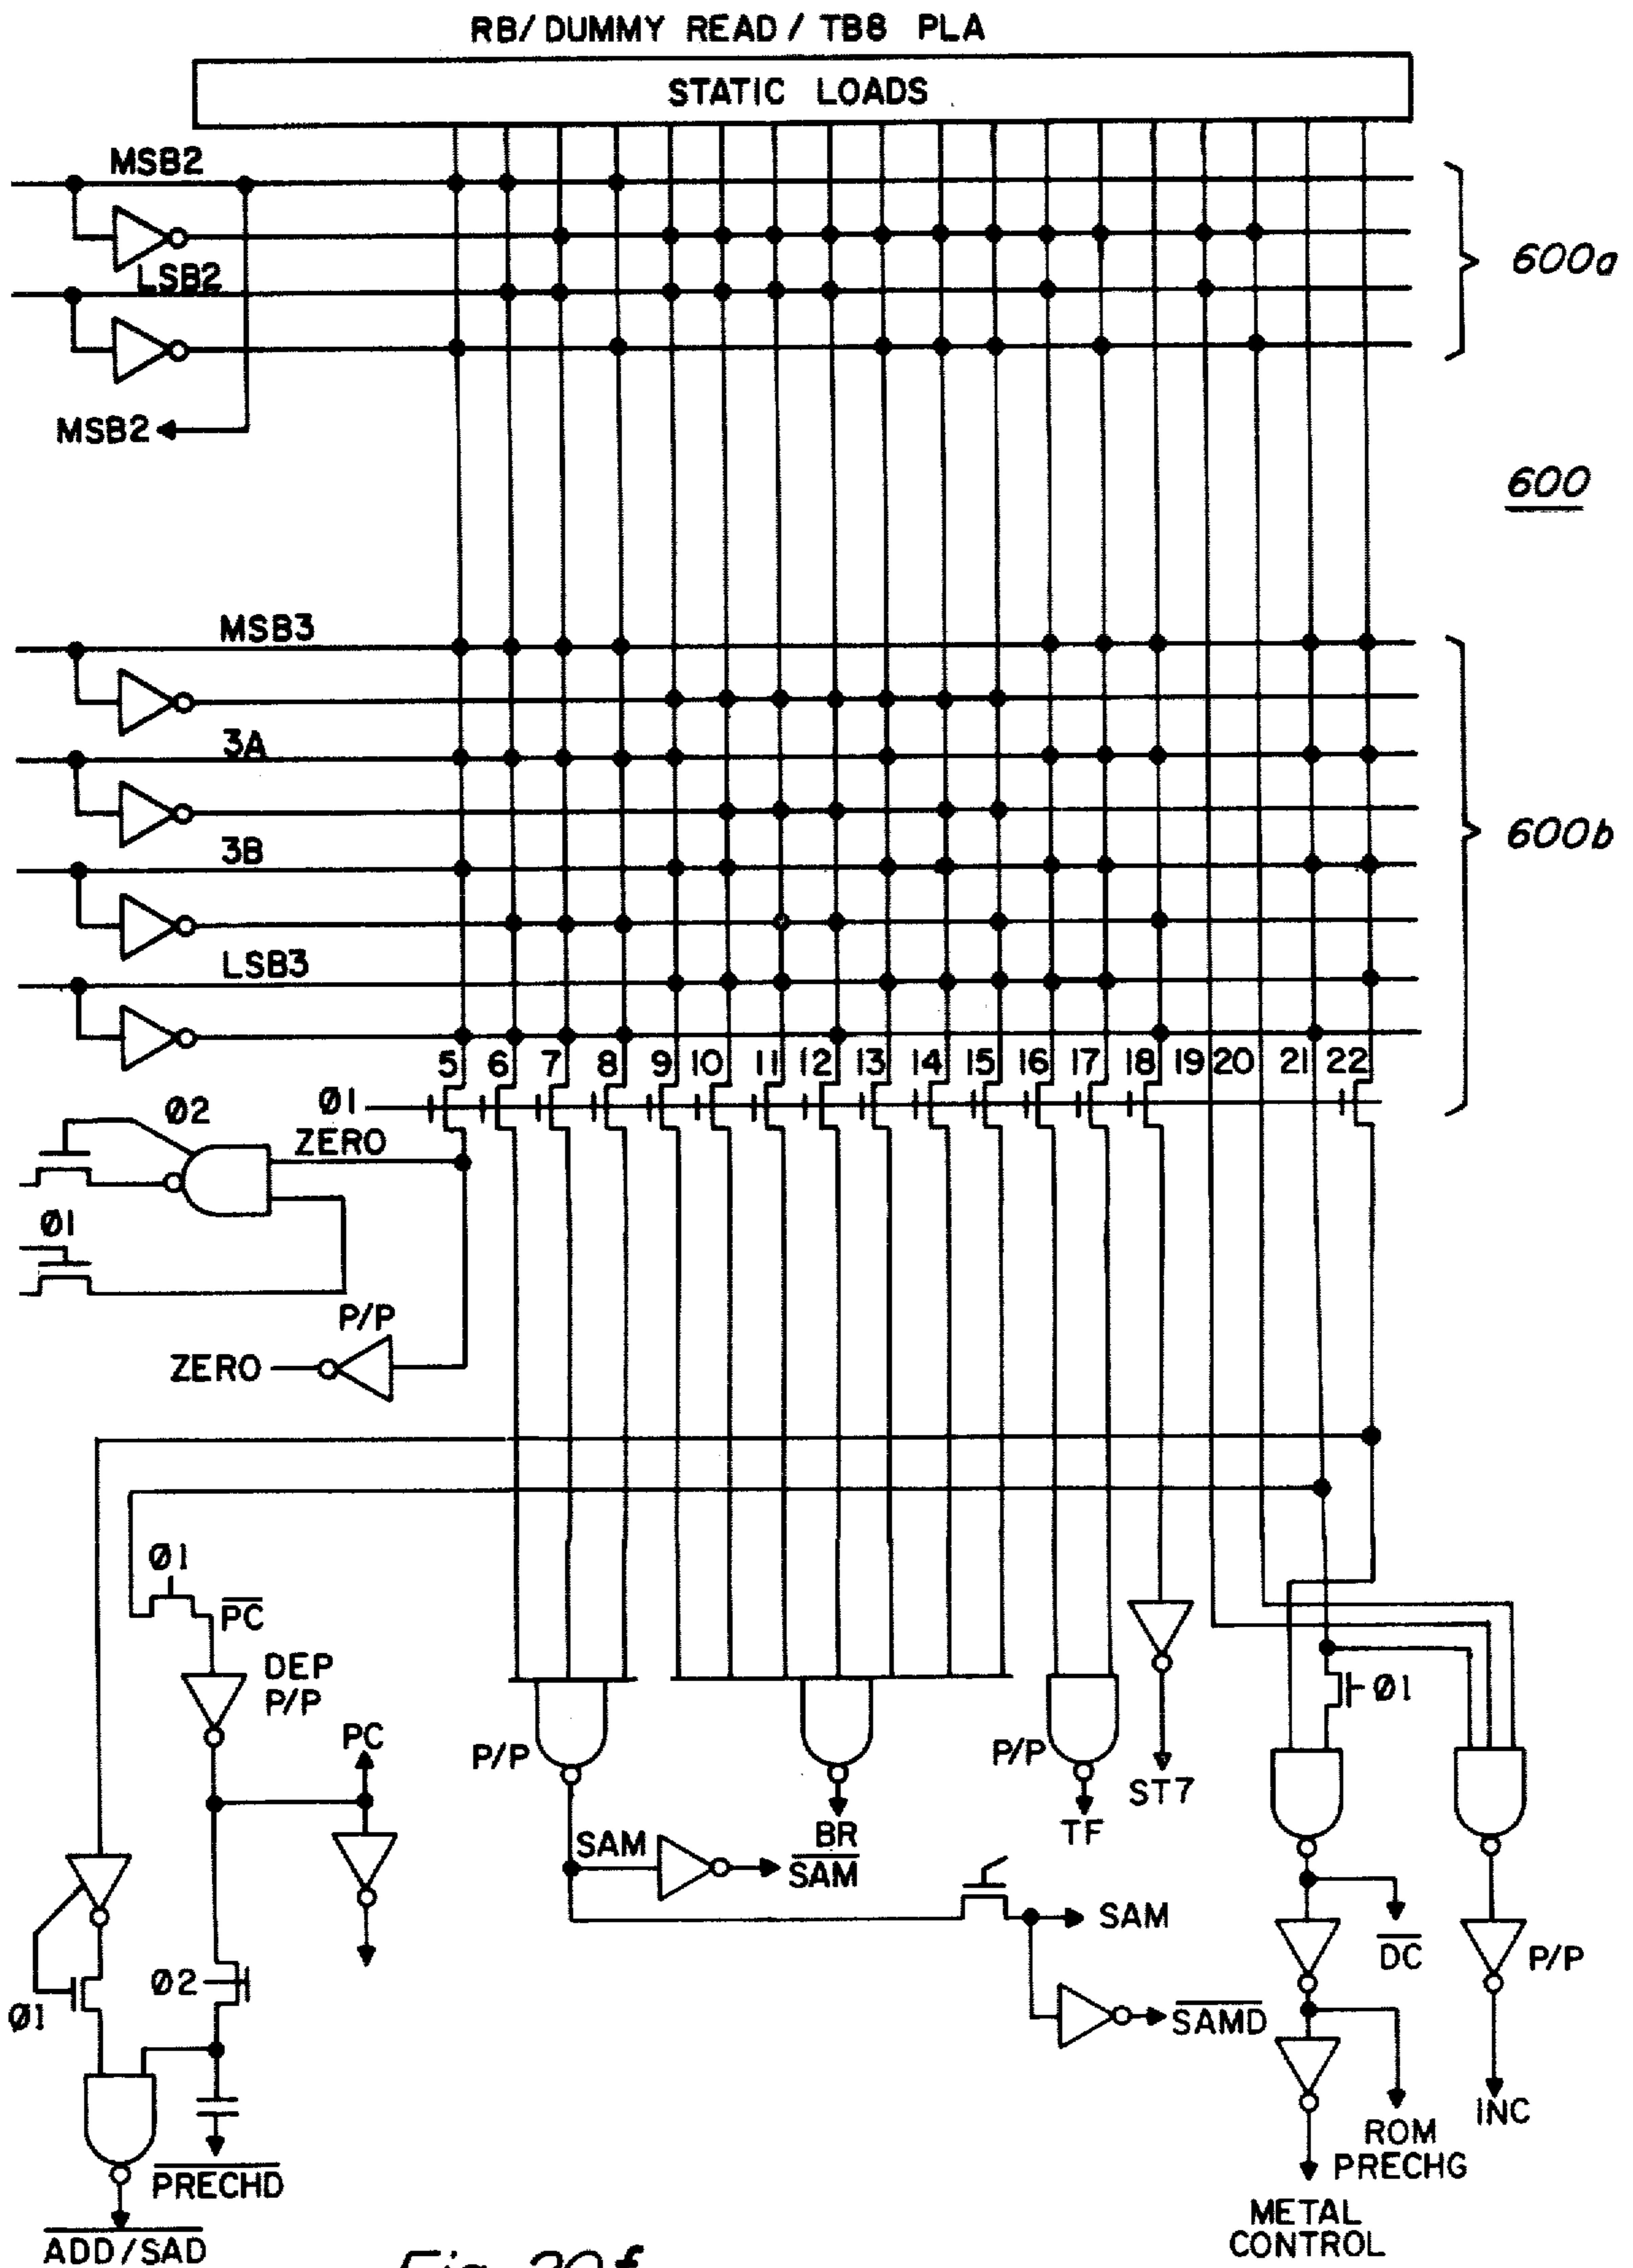 RB/DUMMY READ / TB8 PLA
STATIC LOADS
MSB2
LSB2
600a
MSB2
600
MSB3
3A
3B
600b
LSB3
5 6 7 8 9 10 11 12 13 14 15 16 17 18 19 20 21 22
Ø1
Ø2
ZERO
Ø1
P/P
ZERO
Ø1
PC
DEP
P/P
PC
P/P
P/P
Ø1
ST7
TF
BR
SAM
SAM
SAM
DC
P/P
Ø2
Ø1
SAMD
INC
ROM
PRECHG
PRECHD
METAL
CONTROL
ADD/SAD
Fig. 20f